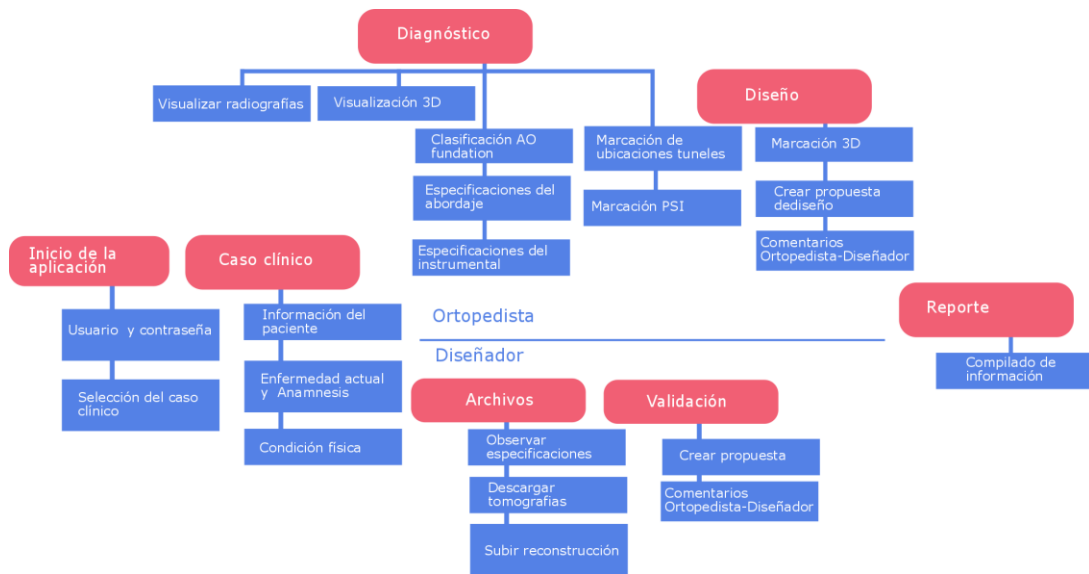 Diagnóstico
Visualizar radiografías
Visualización 3D
Clasificación AO
fundation
Especificaciones del
abordaje
Especificaciones del
instrumental
Marcación de
ubicaciones tuneles
Marcación PSI
Diseño
Marcación 3D
Crear propuesta
dediseño
Comentarios
Ortopedista-Diseñador
Inicio de la
aplicación
Usuario y contraseña
Selección del caso
clínico
Caso clínico
Información del
paciente
Enfermedad actual
y Anamnesis
Condición física
Ortopedista
Diseñador
Archivos
Observar
especificaciones
Descargar
tomografias
Subir reconstrucción
Validación
Crear propuesta
Comentarios
Ortopedista-Diseñador
Reporte
Compilado de
información